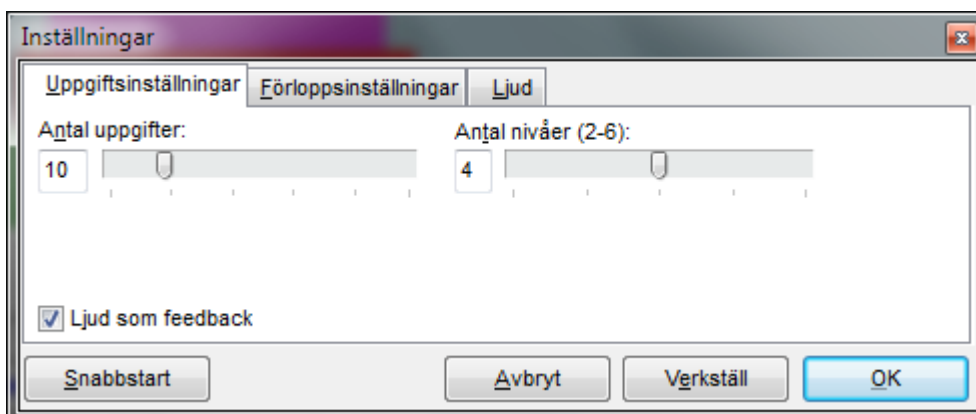 Inställningar
Uppgiftsinställningar Förloppsinställningar Ljud
Antal uppgifter: Antal nivåer (2-6):
10 4
Ljud som feedback
Snabbstart Avbryt Verkställ OK